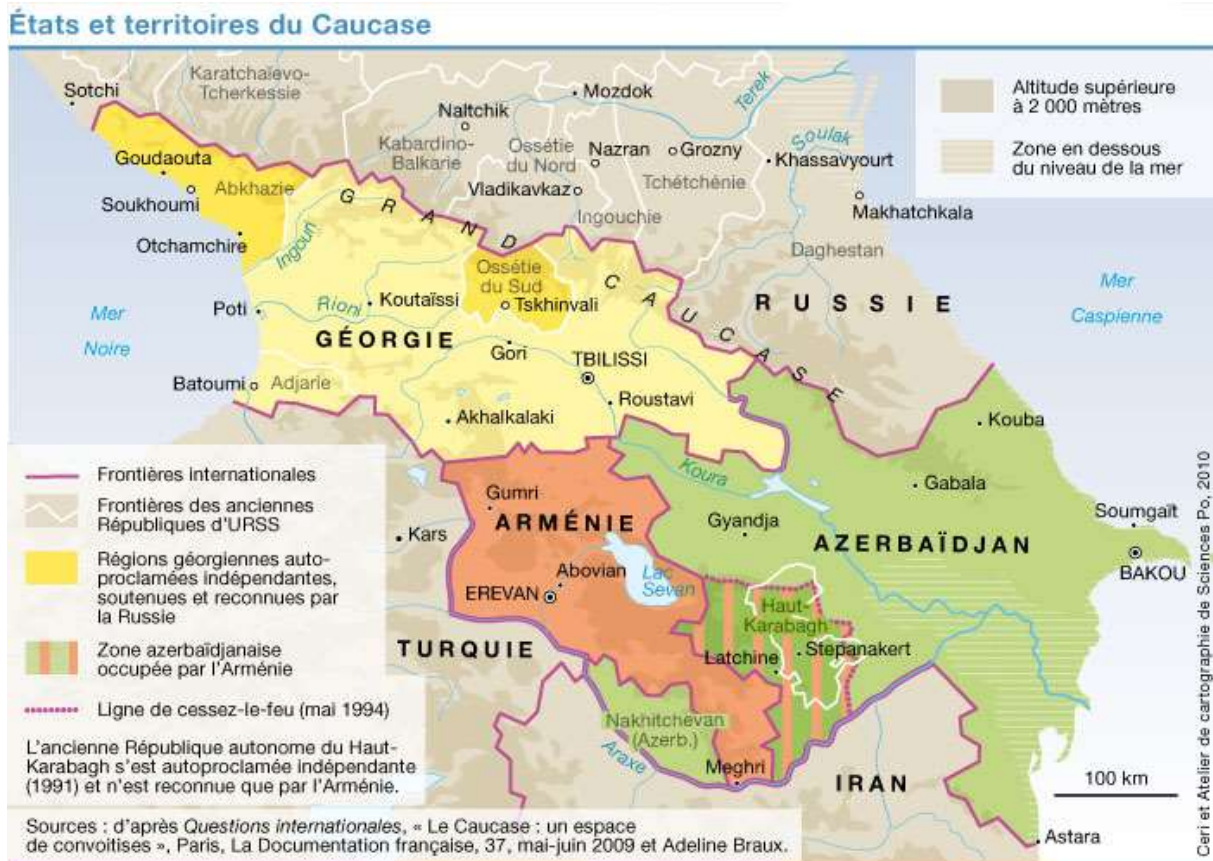 États et territoires du Caucase
Sotchi
Karatchaïevo-
Tcherkessie
Naltchik
Mozdok
Terek
Kabardino-
Balkarie
Ossétie
du Nord
Nazran
Grozny
Soulak
Khassavyourt
Tchétchénie
Vladikavkaz
Ingouchie
Makhatchkala
Daghestan
Altitude supérieure
à 2 000 mètres
Zone en dessous
du niveau de la mer
Goudaouta
Abkhazie
Soukhoumi
Otchamchire
Ingouri
GRAND CAUCASE
Ossétie
du Sud
Tskhinvali
RUSSIE
Mer
Caspienne
Mer
Noire
Poti
Rioni
Koutaïssi
GÉORGIE
Gori
TBILISSI
Batoumi
Adjarie
Akhalkalaki
Roustavi
Kouba
Koura
Gabala
Gumri
ARMÉNIE
Gyandja
AZERBAÏDJAN
Soumgaït
BAKOU
Kars
Abovian
Lac
Sevan
EREVAN
Haut-
Karabagh
TURQUIE
Latchine
Stepanakert
Nakhitchévan
(Azerb.)
Araxe
Meghri
IRAN
100 km
Astara
Frontières internationales
Frontières des anciennes
Républiques d'URSS
Régions géorgiennes auto-
proclamées indépendantes,
soutenues et reconnues par
la Russie
Zone azerbaïdjanaise
occupée par l'Arménie
Ligne de cessez-le-feu (mai 1994)
L'ancienne République autonome du Haut-
Karabagh s'est autoproclamée indépendante
(1991) et n'est reconnue que par l'Arménie.
Sources : d'après Questions internationales, « Le Caucase : un espace
de convoitises », Paris, La Documentation française, 37, mai-juin 2009 et Adeline Braux.
Ceri et Atelier de cartographie de Sciences Po, 2010